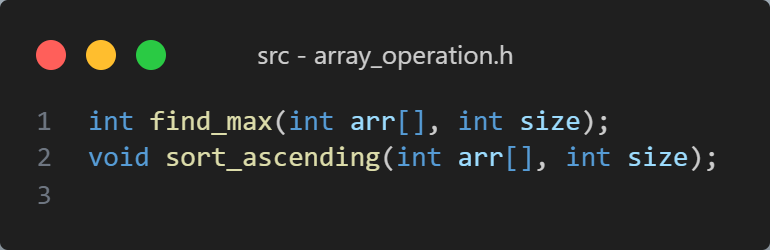 src - array_operation.h
1 int find_max(int arr[], int size);
2 void sort_ascending(int arr[], int size);
3